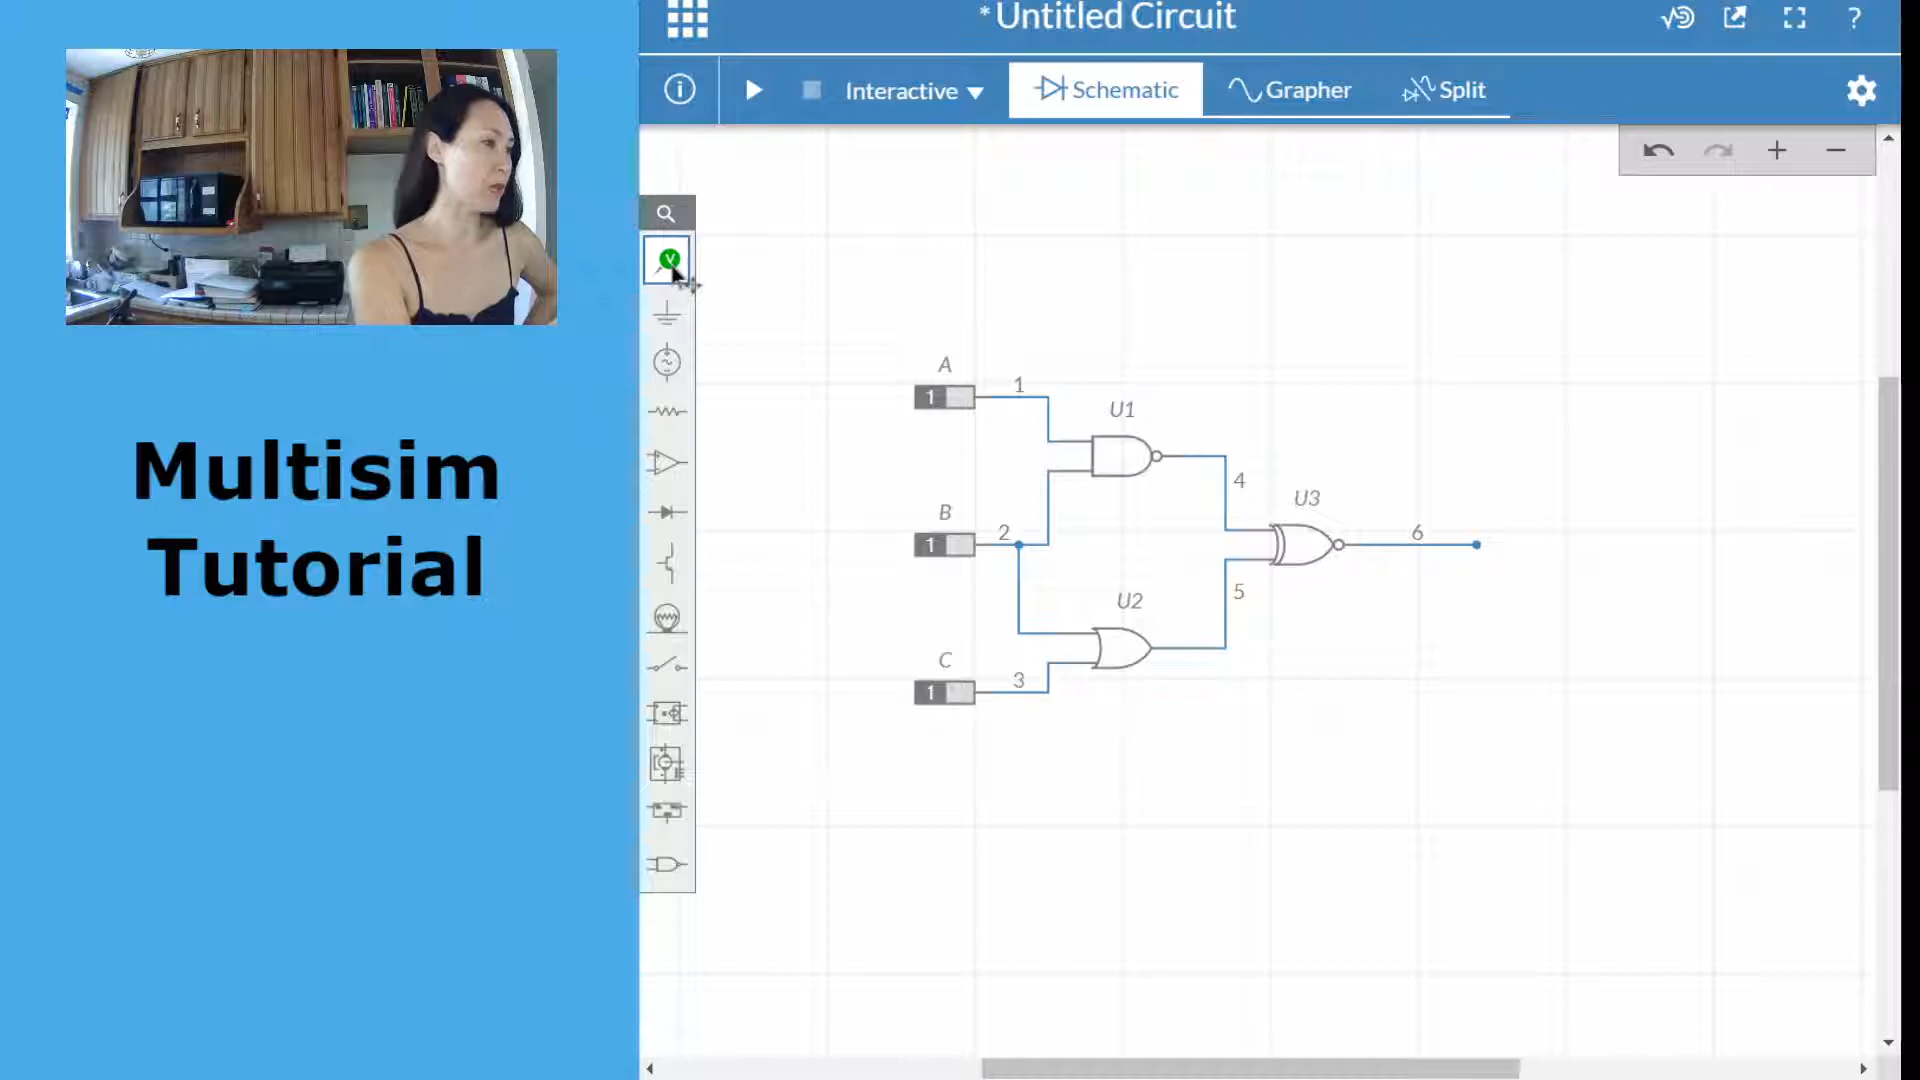 *Untitled Circuit
?
i
Interactive
Schematic
Grapher
Split
V
A
1
1
U1
B
1
2
4
U3
6
5
U2
C
1
3
Multisim
Tutorial